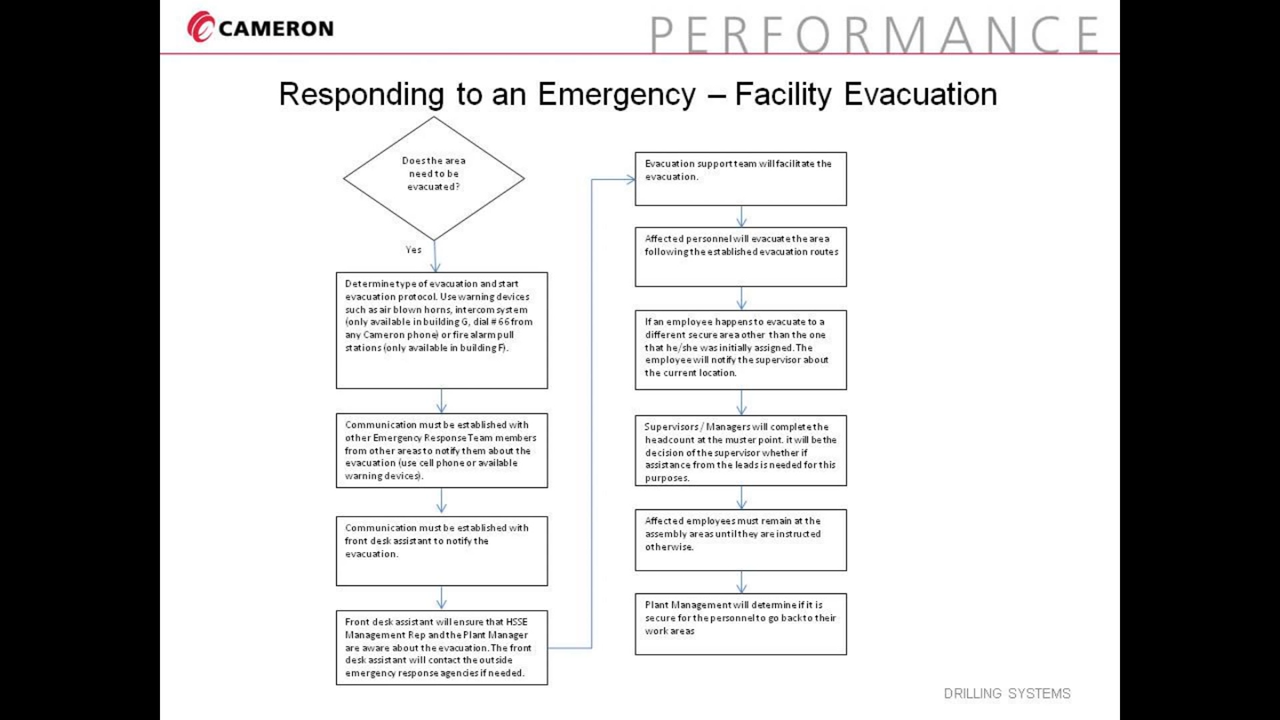 CAMERON
PERFORMANCE
Responding to an Emergency – Facility Evacuation
Does the area
need to be
evacuated?
Yes
Determine type of evacuation and start
evacuation protocol. Use warning devices
such as air blown horns, intercom system
(only available in building G, dial # 66 from
any Cameron phone) or fire alarm pull
stations (only available in building F).
Communication must be established with
other Emergency Response Team members
from other areas to notify them about the
evacuation (use cell phone or available
warning devices).
Communication must be established with
front desk assistant to notify the
evacuation.
Front desk assistant will ensure that HSSE
Management Rep and the Plant Manager
are aware about the evacuation. The front
desk assistant will contact the outside
emergency response agencies if needed.
Evacuation support team will facilitate the
evacuation.
Affected personnel will evacuate the area
following the established evacuation routes
If an employee happens to evacuate to a
different secure area other than the one
that he/she was initially assigned. The
employee will notify the supervisor about
the current location.
Supervisors / Managers will complete the
headcount at the muster point. it will be the
decision of the supervisor whether if
assistance from the leads is needed for this
purposes.
Affected employees must remain at the
assembly areas until they are instructed
otherwise.
Plant Management will determine if it is
secure for the personnel to go back to their
work areas
DRILLING SYSTEMS